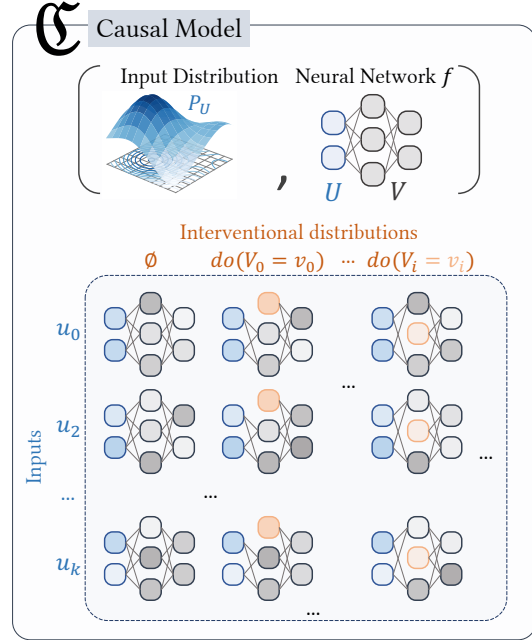 ℭ Causal Model
Input Distribution Neural Network f
P_U
( , )
U V
Interventional distributions
∅ do(V_0 = v_0) ... do(V_i = v_i)
u_0
...
u_2
...
Inputs
... ...
u_k
...